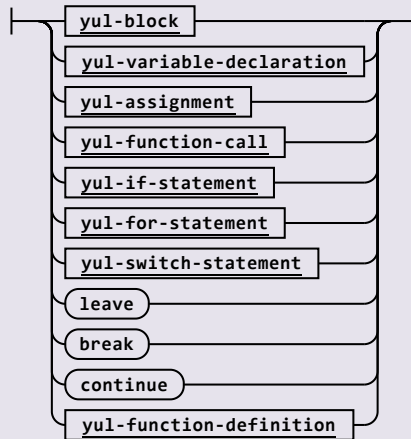 yul-block
yul-variable-declaration
yul-assignment
yul-function-call
yul-if-statement
yul-for-statement
yul-switch-statement
leave
break
continue
yul-function-definition